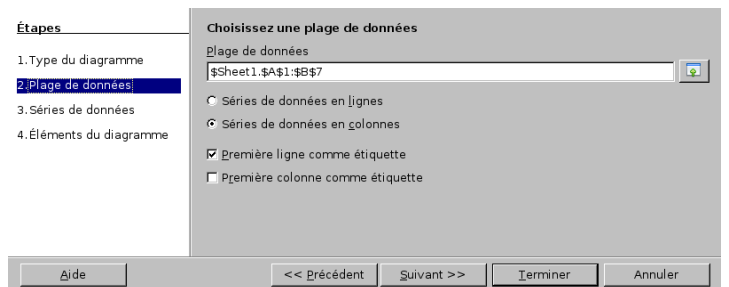 Étapes
1.Type du diagramme
2.Plage de données
3.Séries de données
4.Éléments du diagramme
Choisissez une plage de données
Plage de données
$Sheet1.$A$1:$B$7
Séries de données en lignes
Séries de données en colonnes
Première ligne comme étiquette
Première colonne comme étiquette
Aide
<< Précédent
Suivant >>
Terminer
Annuler